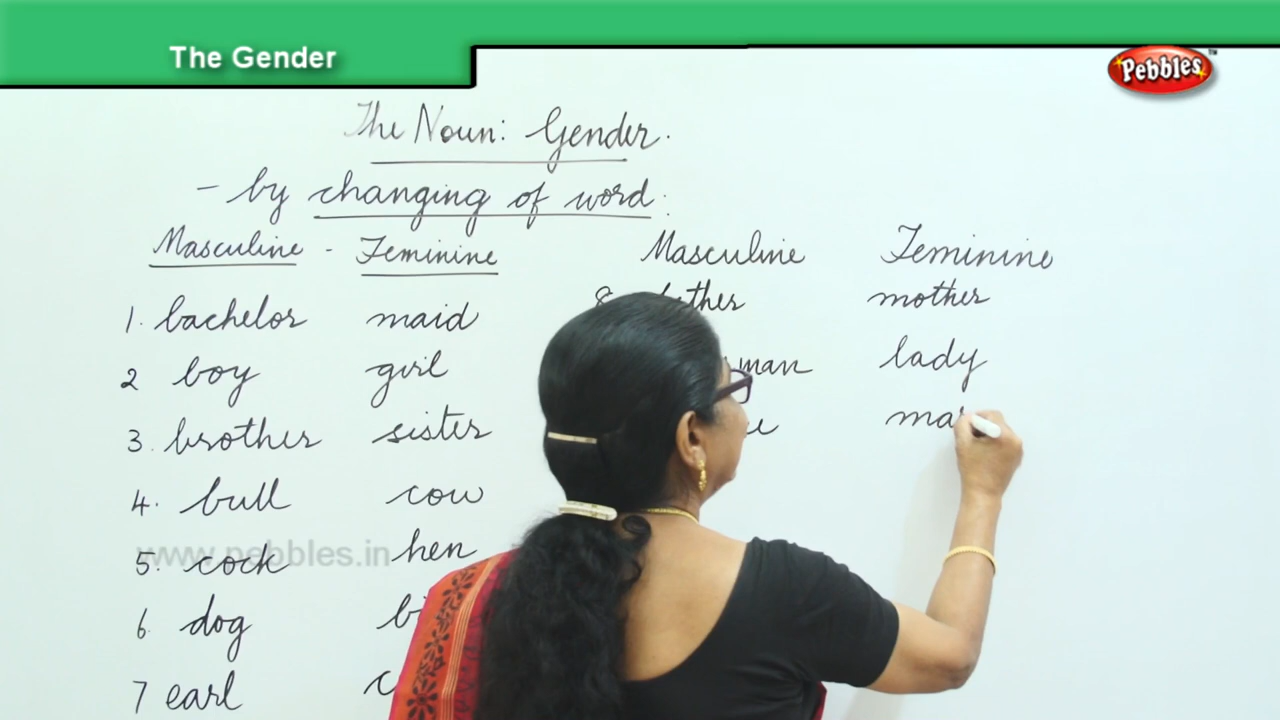 The Gender
Pebbles™
The Noun: Gender.
- by changing of word:
Masculine - Feminine
1. bachelor maid
2 boy girl
3. brother sister
4. bull cow
5. cock hen
6. dog
7 earl
Masculine Feminine
mother
man lady
www.pebbles.in